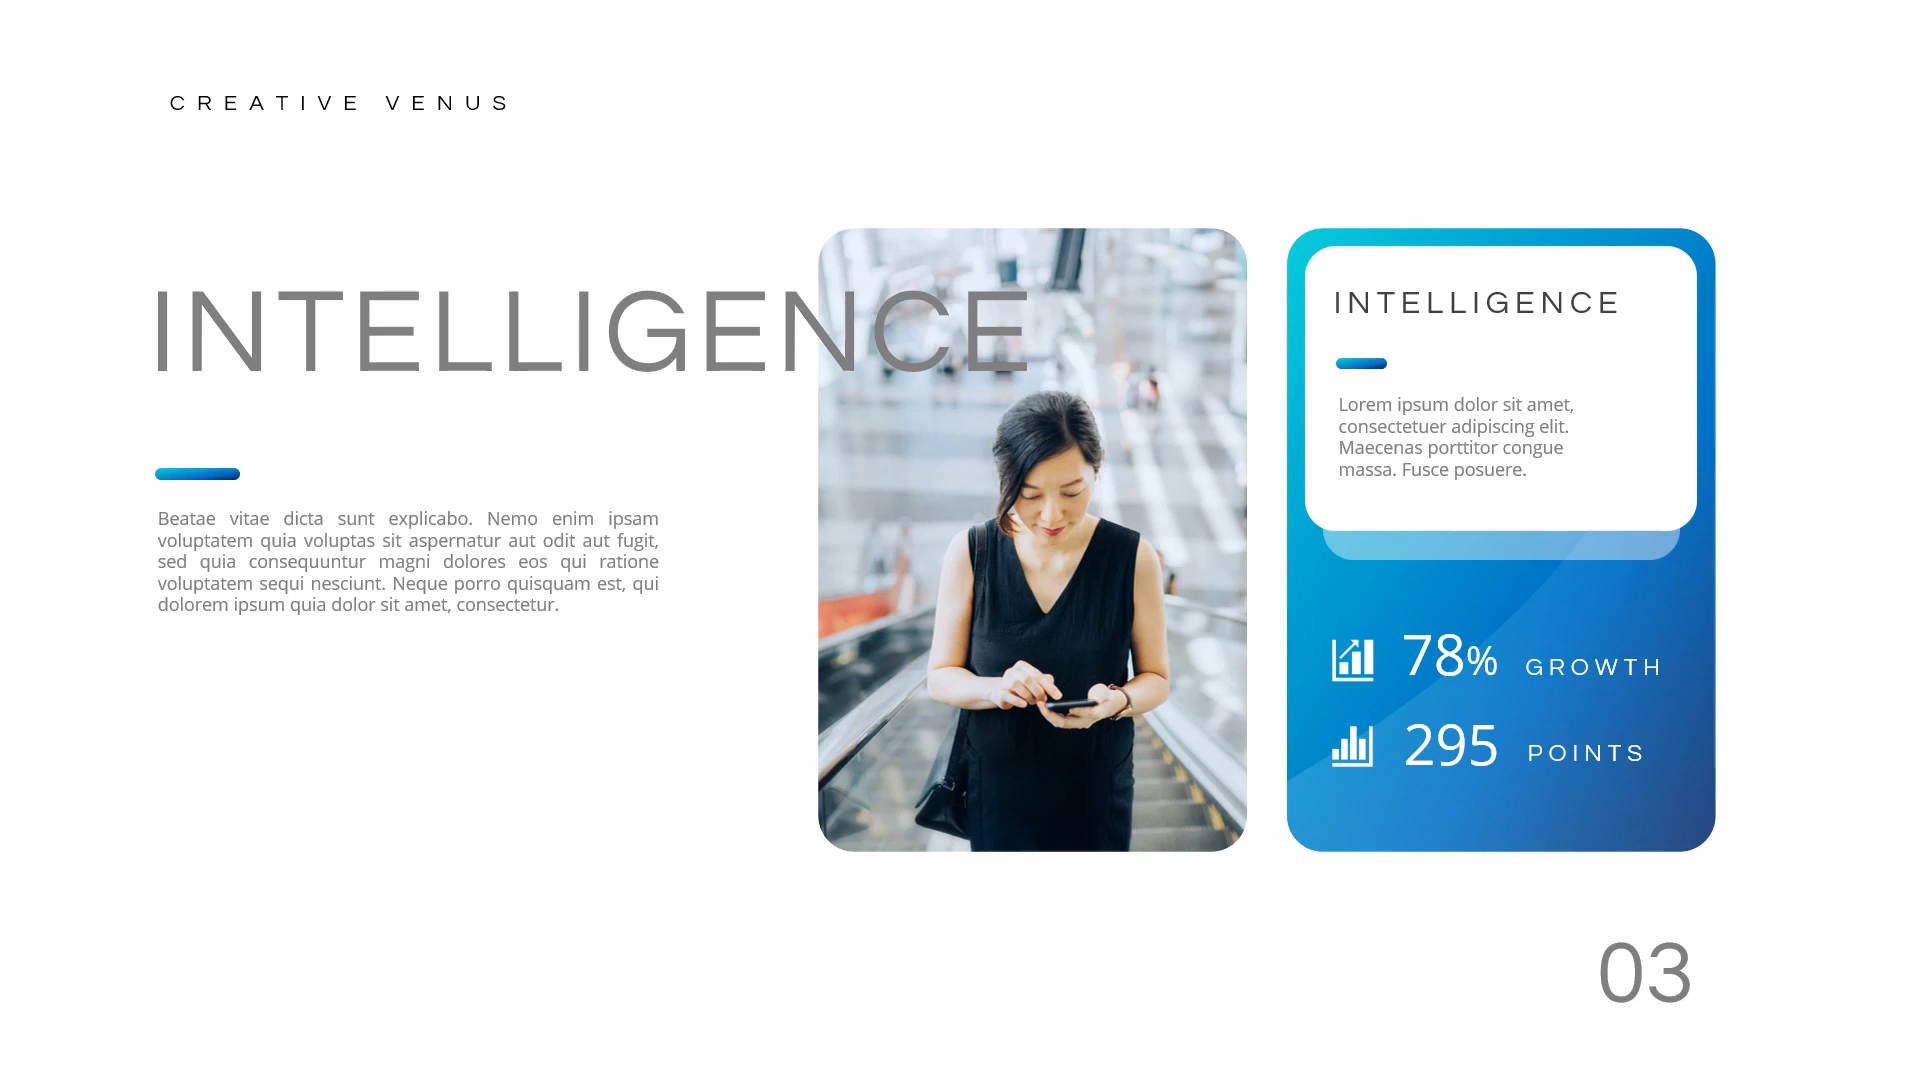 CREATIVE VENUS
INTELLIGENCE
Beatae vitae dicta sunt explicabo. Nemo enim ipsam
voluptatem quia voluptas sit aspernatur aut odit aut fugit,
sed quia consequuntur magni dolores eos qui ratione
voluptatem sequi nesciunt. Neque porro quisquam est, qui
dolorem ipsum quia dolor sit amet, consectetur.
INTELLIGENCE
Lorem ipsum dolor sit amet,
consectetuer adipiscing elit.
Maecenas porttitor congue
massa. Fusce posuere.
78% GROWTH
295 POINTS
03